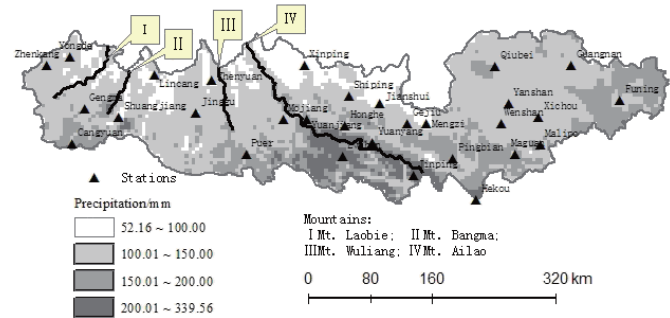 I
II
III
IV
Zhenkang
Yongde
Xinping
Qiubei
Guangnan
Lincang
Zhenyuan
Gengma
Shuangjiang
Jinggu
Shiping
Jianshui
Yanshan
Funing
Mojiang
Yuanjiang
Honghe
Gejiu
Mengzi
Wenshan
Xichou
Cangyuan
Puer
Yuanyang
Malipo
Pingbian
Maguan
Jinping
Hekou
Stations
Precipitation/mm
52.16 ~ 100.00
100.01 ~ 150.00
150.01 ~ 200.00
200.01 ~ 339.56
Mountains:
I Mt. Laobie; II Mt. Bangma;
III Mt. Wuliang; IV Mt. Ailao
0 80 160 320 km